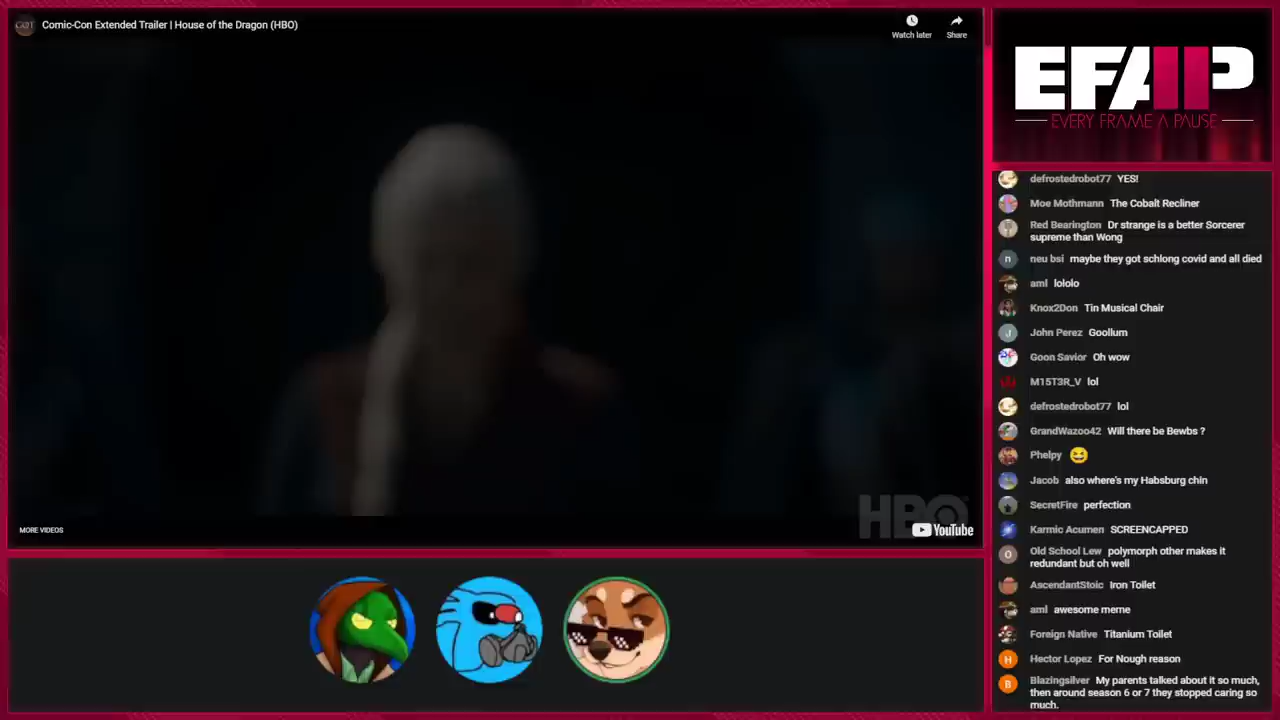 GOT
Comic-Con Extended Trailer | House of the Dragon (HBO)
Watch later
Share
MORE VIDEOS
HBO
YouTube
EFAP
EVERY FRAME A PAUSE
defrostedrobot77 YES!
Moe Mothmann The Cobalt Recliner
Red Bearington Dr strange is a better Sorcerer
supreme than Wong
n
neu bsi maybe they got schlong covid and all died
aml lololo
Knox2Don Tin Musical Chair
J
John Perez Goollum
Goon Savior Oh wow
M15T3R_V lol
defrostedrobot77 lol
GrandWazoo42 Will there be Bewbs ?
Phelpy 😆
Jacob also where's my Habsburg chin
SecretFire perfection
Karmic Acumen SCREENCAPPED
O
Old School Lew polymorph other makes it
redundant but oh well
AscendantStoic Iron Toilet
aml awesome meme
Foreign Native Titanium Toilet
H
Hector Lopez For Nough reason
B
Blazingsilver My parents talked about it so much,
then around season 6 or 7 they stopped caring so
much.